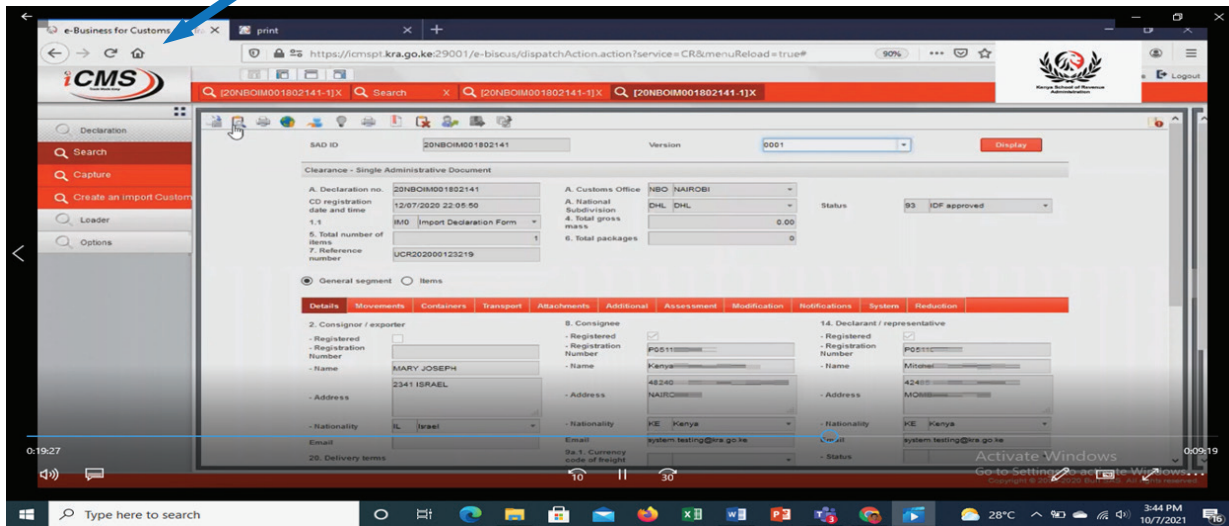 e-Business for Customs
print
https://icmspt.kra.go.ke:29001/e-biscus/dispatchAction.action?service=CR&menuReload=true#
90%
iCMS
Kenya School of Revenue Administration
Logout
[20NBOIM001802141-1]X
Search X
[20NBOIM001802141-1]X
[20NBOIM001802141-1]X
Declaration
Search
Capture
Create an import Custom
Loader
Options
SAD ID 20NBOIM001802141 Version 0001 Display
Clearance - Single Administrative Document
A. Declaration no. 20NBOIM001802141 A. Customs Office NBO NAIROBI
CD registration date and time 12/07/2020 22:05:50 A. National Subdivision DHL DHL Status 93 IDF approved
1.1 IM0 Import Declaration Form 4. Total gross mass 0.00
5. Total number of items 1 6. Total packages 0
7. Reference number UCR202000123219
General segment Items
Details Movements Containers Transport Attachments Additional Assessment Modification Notifications System Reduction
2. Consignor / exporter 8. Consignee 14. Declarant / representative
- Registered - Registered - Registered
- Registration Number - Registration Number - Registration Number
- Name MARY JOSEPH - Name Kenya - Name
2341 ISRAEL
- Address - Address - Address
- Nationality IL Israel - Nationality KE Kenya - Nationality KE Kenya
Email Email system.testing@kra.go.ke Email system.testing@kra.go.ke
20. Delivery terms 9a.1. Currency code of freight - Status
0:19:27 0:09:19
Activate Windows
Go to Settings to activate Windows
10 30
Type here to search
28°C
3:44 PM
10/7/2021